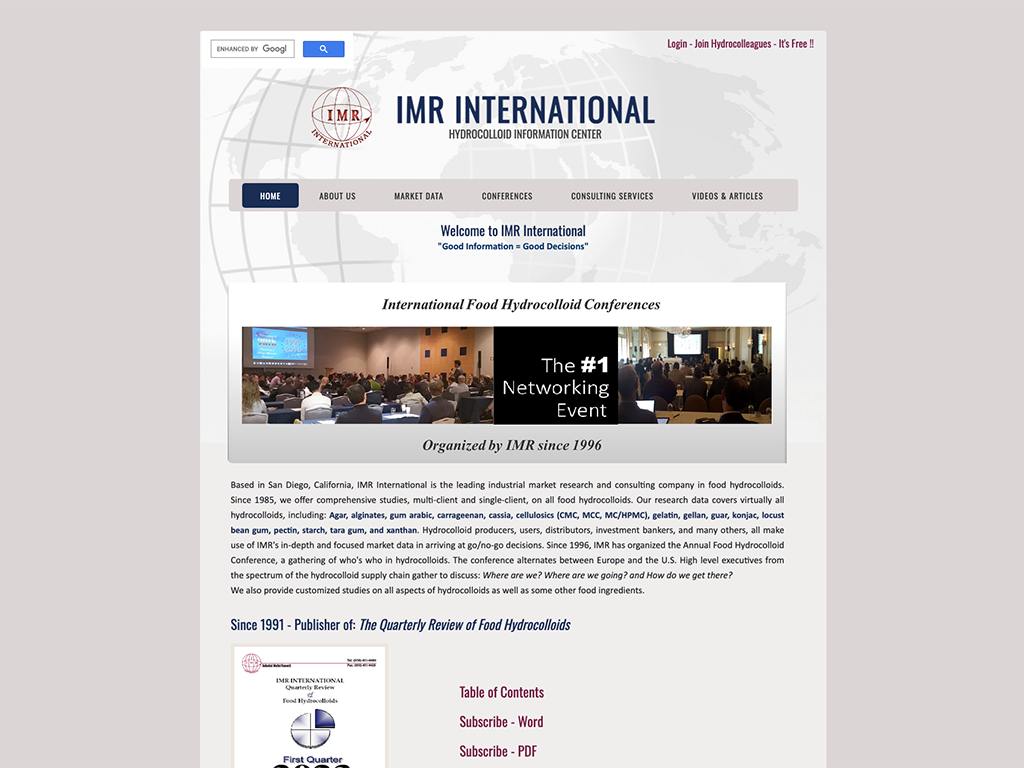 ENHANCED BY Googl
Login - Join Hydrocolleagues - It's Free !!
IMR
INTERNATIONAL
IMR INTERNATIONAL
HYDROCOLLOID INFORMATION CENTER
HOME ABOUT US MARKET DATA CONFERENCES CONSULTING SERVICES VIDEOS & ARTICLES
Welcome to IMR International
"Good Information = Good Decisions"
International Food Hydrocolloid Conferences
The #1
Networking
Event
Organized by IMR since 1996
Based in San Diego, California, IMR International is the leading industrial market research and consulting company in food hydrocolloids.
Since 1985, we offer comprehensive studies, multi-client and single-client, on all food hydrocolloids. Our research data covers virtually all
hydrocolloids, including: Agar, alginates, gum arabic, carrageenan, cassia, cellulosics (CMC, MCC, MC/HPMC), gelatin, gellan, guar, konjac, locust
bean gum, pectin, starch, tara gum, and xanthan. Hydrocolloid producers, users, distributors, investment bankers, and many others, all make
use of IMR's in-depth and focused market data in arriving at go/no-go decisions. Since 1996, IMR has organized the Annual Food Hydrocolloid
Conference, a gathering of who's who in hydrocolloids. The conference alternates between Europe and the U.S. High level executives from
the spectrum of the hydrocolloid supply chain gather to discuss: Where are we? Where are we going? and How do we get there?
We also provide customized studies on all aspects of hydrocolloids as well as some other food ingredients.
Since 1991 - Publisher of: The Quarterly Review of Food Hydrocolloids
IMR INTERNATIONAL
Quarterly Review
of
Food Hydrocolloids
First Quarter
Table of Contents
Subscribe - Word
Subscribe - PDF